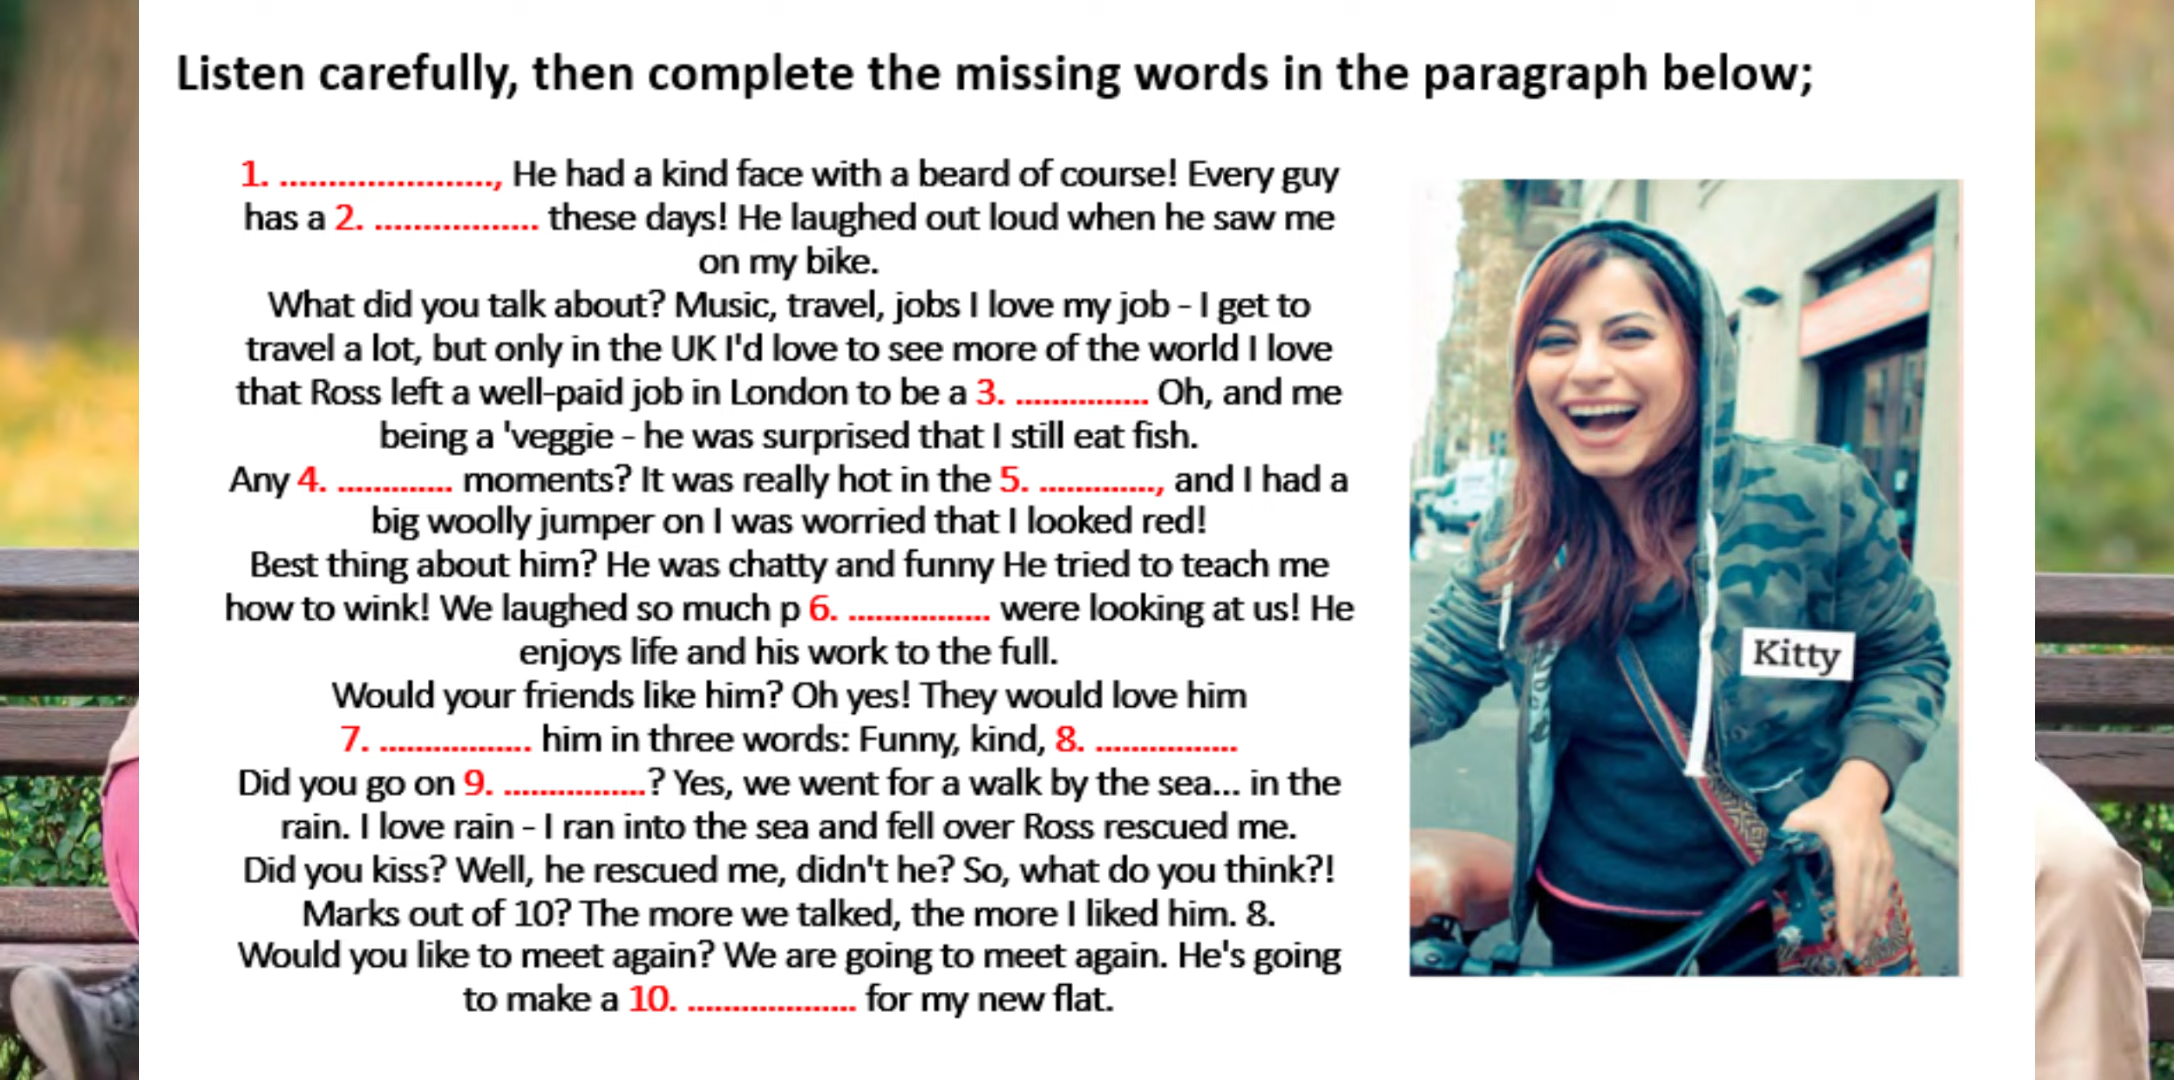 Listen carefully, then complete the missing words in the paragraph below;
1. ......................, He had a kind face with a beard of course! Every guy
has a 2. ................. these days! He laughed out loud when he saw me
on my bike.
What did you talk about? Music, travel, jobs I love my job - I get to
travel a lot, but only in the UK I'd love to see more of the world I love
that Ross left a well-paid job in London to be a 3. .............. Oh, and me
being a 'veggie - he was surprised that I still eat fish.
Any 4. ............ moments? It was really hot in the 5. ............, and I had a
big woolly jumper on I was worried that I looked red!
Best thing about him? He was chatty and funny He tried to teach me
how to wink! We laughed so much p 6. ............... were looking at us! He
enjoys life and his work to the full.
Would your friends like him? Oh yes! They would love him
7. ................ him in three words: Funny, kind, 8. ...............
Did you go on 9. ...............? Yes, we went for a walk by the sea... in the
rain. I love rain - I ran into the sea and fell over Ross rescued me.
Did you kiss? Well, he rescued me, didn't he? So, what do you think?!
Marks out of 10? The more we talked, the more I liked him. 8.
Would you like to meet again? We are going to meet again. He's going
to make a 10. .................. for my new flat.
Kitty